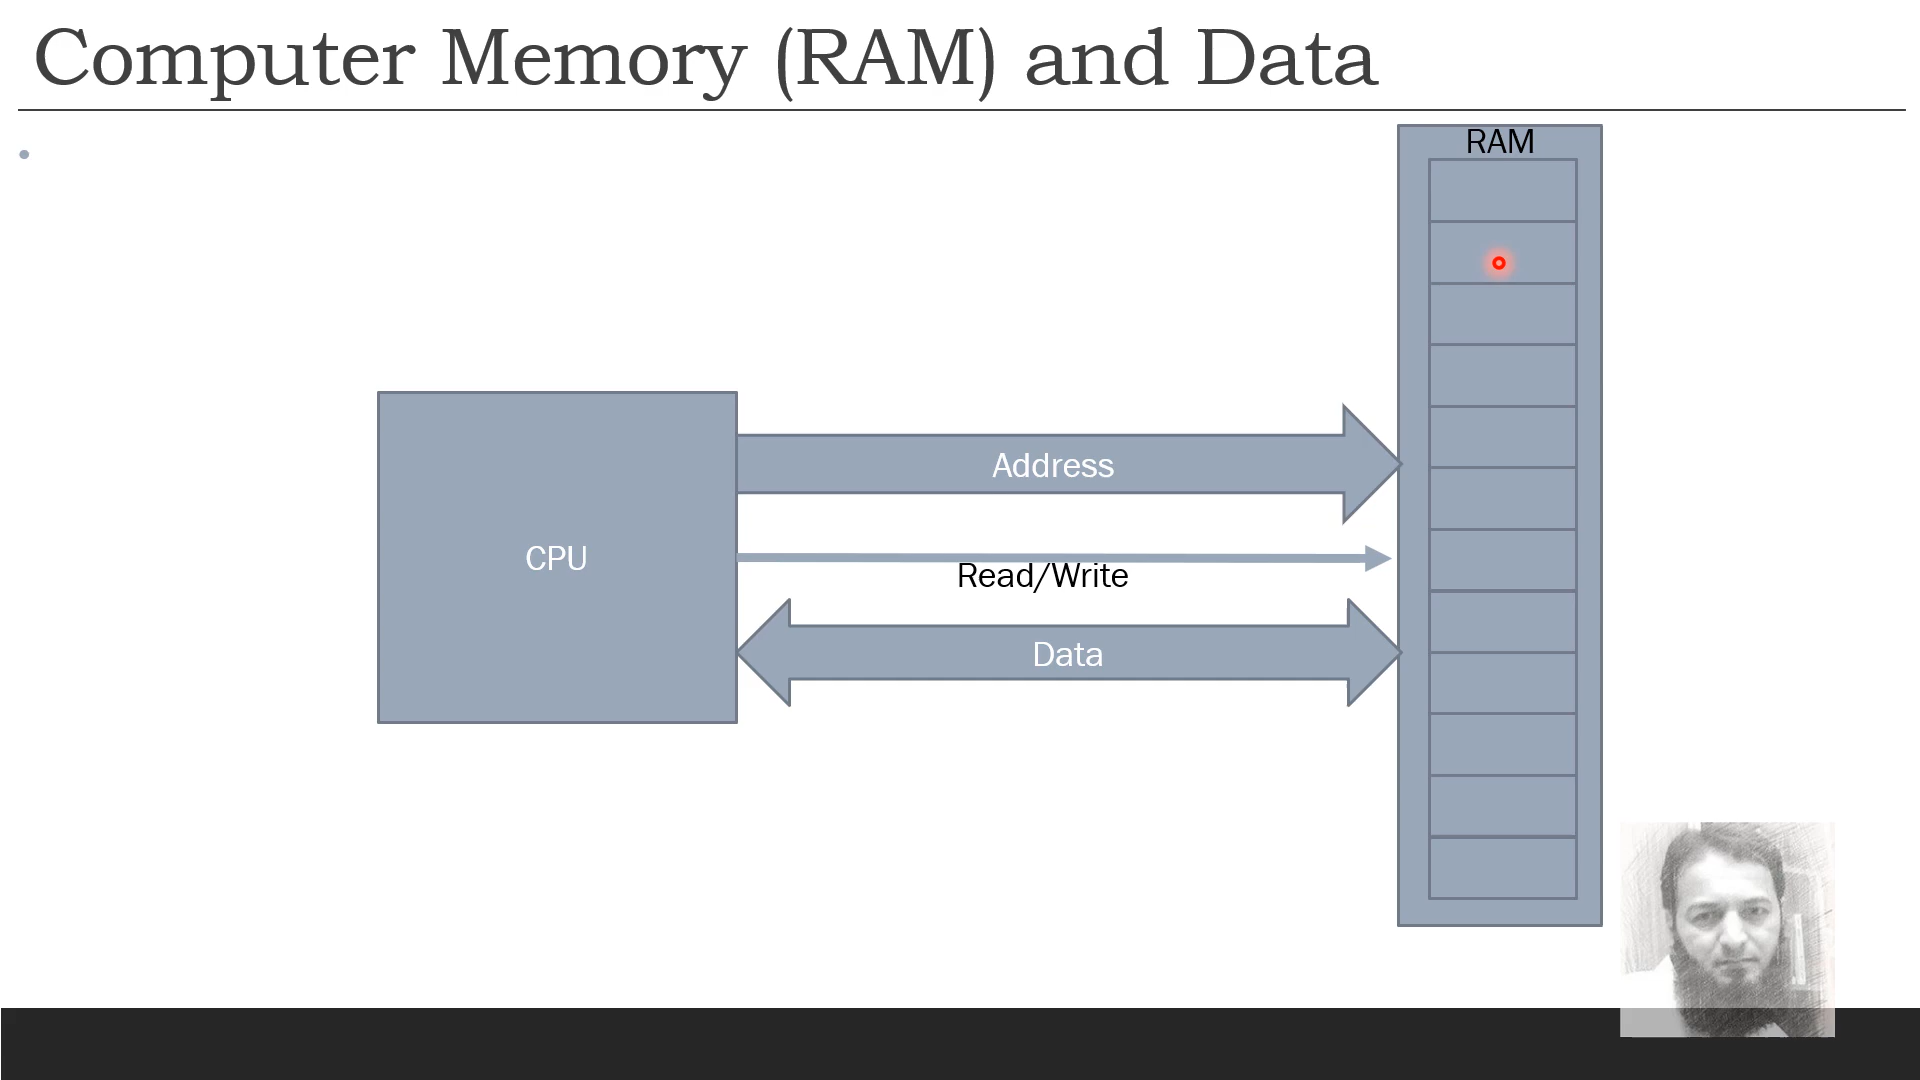 Computer Memory (RAM) and Data
RAM
Address
CPU
Read/Write
Data